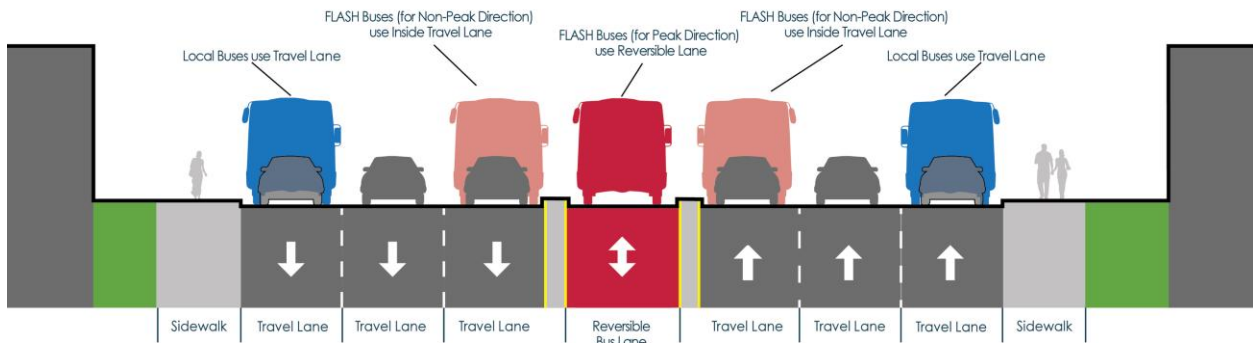 FLASH Buses (for Non-Peak Direction)
use Inside Travel Lane
FLASH Buses (for Peak Direction)
use Reversible Lane
FLASH Buses (for Non-Peak Direction)
use Inside Travel Lane
Local Buses use Travel Lane
Local Buses use Travel Lane
Sidewalk
Travel Lane
Travel Lane
Travel Lane
Reversible
Bus Lane
Travel Lane
Travel Lane
Travel Lane
Sidewalk